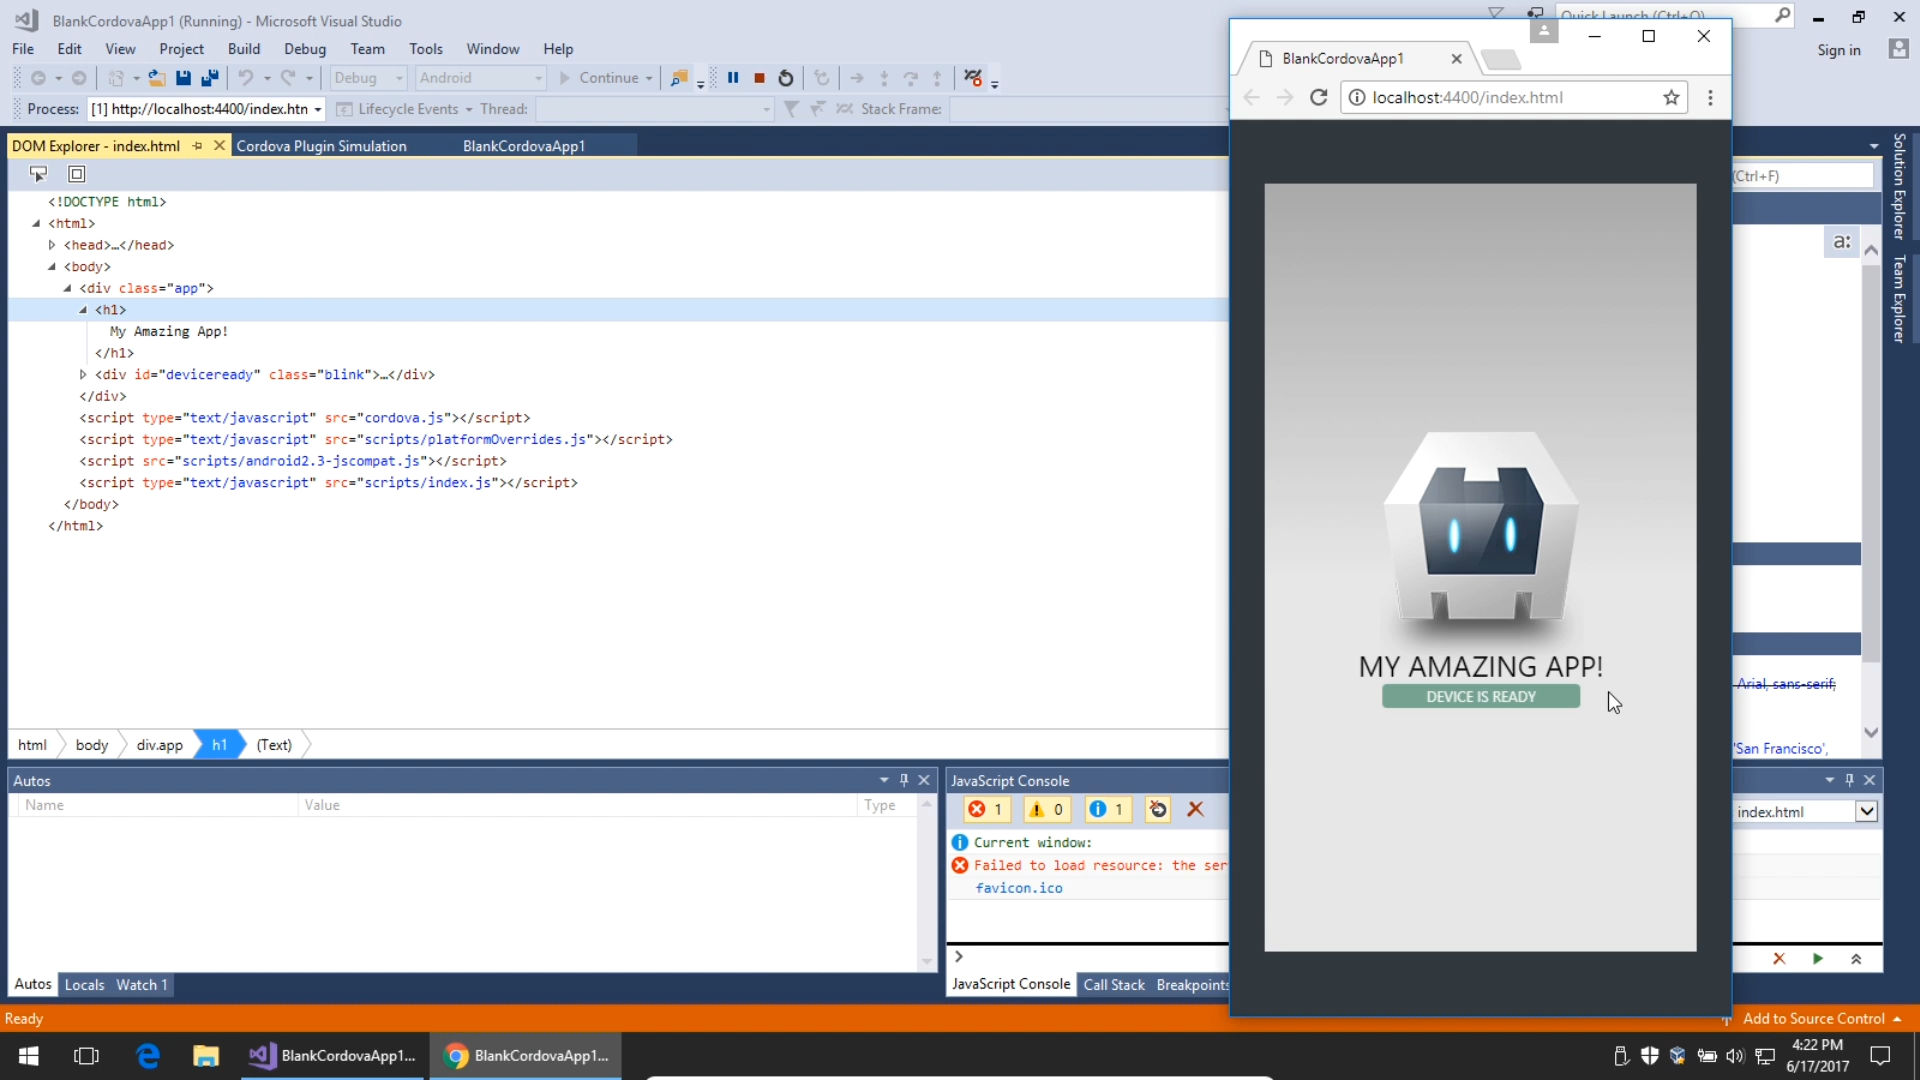 BlankCordovaApp1 (Running) - Microsoft Visual Studio
Quick Launch (Ctrl+Q)
File Edit View Project Build Debug Team Tools Window Help
Sign in
Debug Android Continue
Process: [1] http://localhost:4400/index.htn Lifecycle Events Thread: Stack Frame:
DOM Explorer - index.html Cordova Plugin Simulation BlankCordovaApp1
(Ctrl+F)
a:
Solution Explorer
Team Explorer
<!DOCTYPE html>
<html>
<head>…</head>
<body>
<div class="app">
<h1>
My Amazing App!
</h1>
<div id="deviceready" class="blink">…</div>
</div>
<script type="text/javascript" src="cordova.js"></script>
<script type="text/javascript" src="scripts/platformOverrides.js"></script>
<script src="scripts/android2.3-jscompat.js"></script>
<script type="text/javascript" src="scripts/index.js"></script>
</body>
</html>
html body div.app h1 (Text)
BlankCordovaApp1
localhost:4400/index.html
MY AMAZING APP!
DEVICE IS READY
Arial, sans-serif;
'San Francisco',
Autos
Name Value Type
Autos Locals Watch 1
JavaScript Console
1 0 1
index.html
Current window:
Failed to load resource: the ser
favicon.ico
JavaScript Console Call Stack Breakpoints
Ready
Add to Source Control
BlankCordovaApp1... BlankCordovaApp1...
4:22 PM
6/17/2017